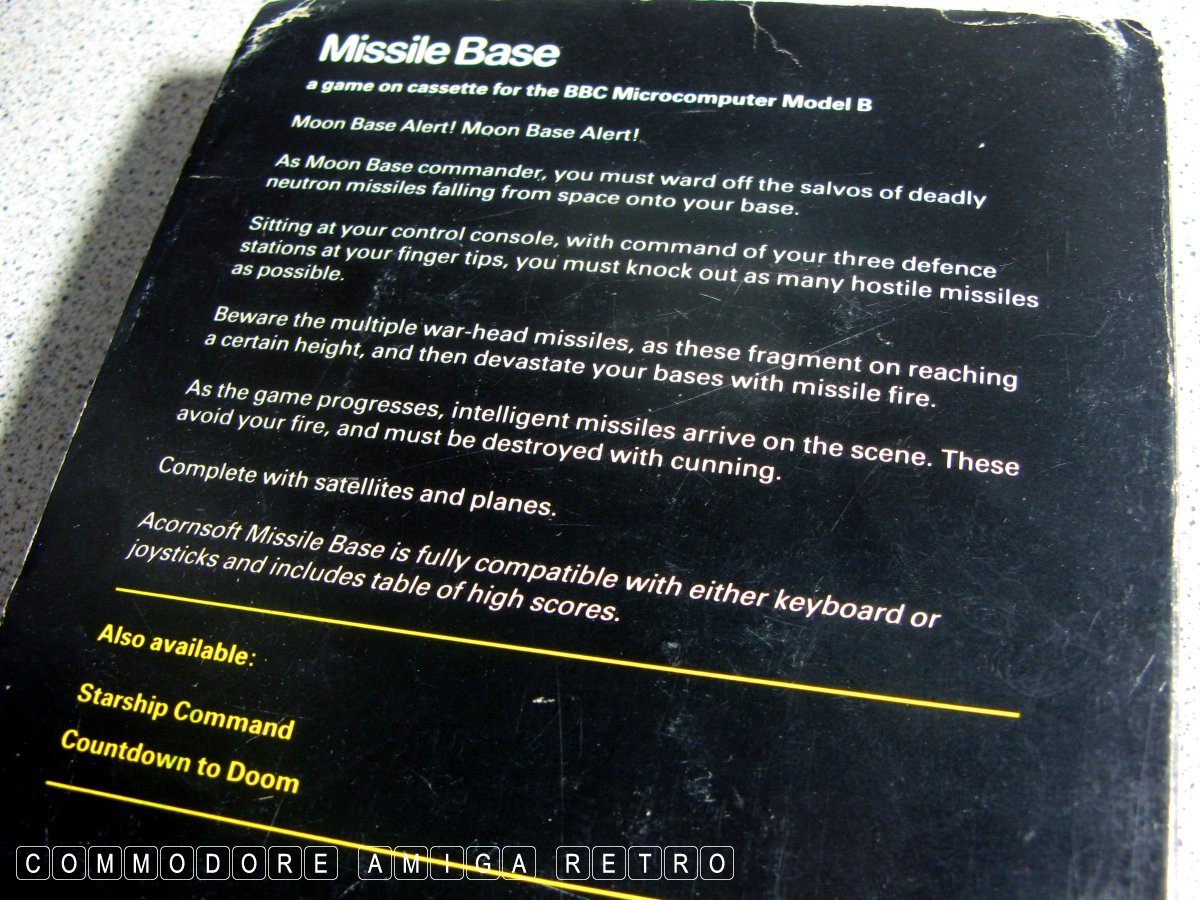 Missile Base
a game on cassette for the BBC Microcomputer Model B
Moon Base Alert! Moon Base Alert!
As Moon Base commander, you must ward off the salvos of deadly
neutron missiles falling from space onto your base.
Sitting at your control console, with command of your three defence
stations at your finger tips, you must knock out as many hostile missiles
as possible.
Beware the multiple war-head missiles, as these fragment on reaching
a certain height, and then devastate your bases with missile fire.
As the game progresses, intelligent missiles arrive on the scene. These
avoid your fire, and must be destroyed with cunning.
Complete with satellites and planes.
Acornsoft Missile Base is fully compatible with either keyboard or
joysticks and includes table of high scores.
Also available:
Starship Command
Countdown to Doom
COMMODORE AMIGA RETRO